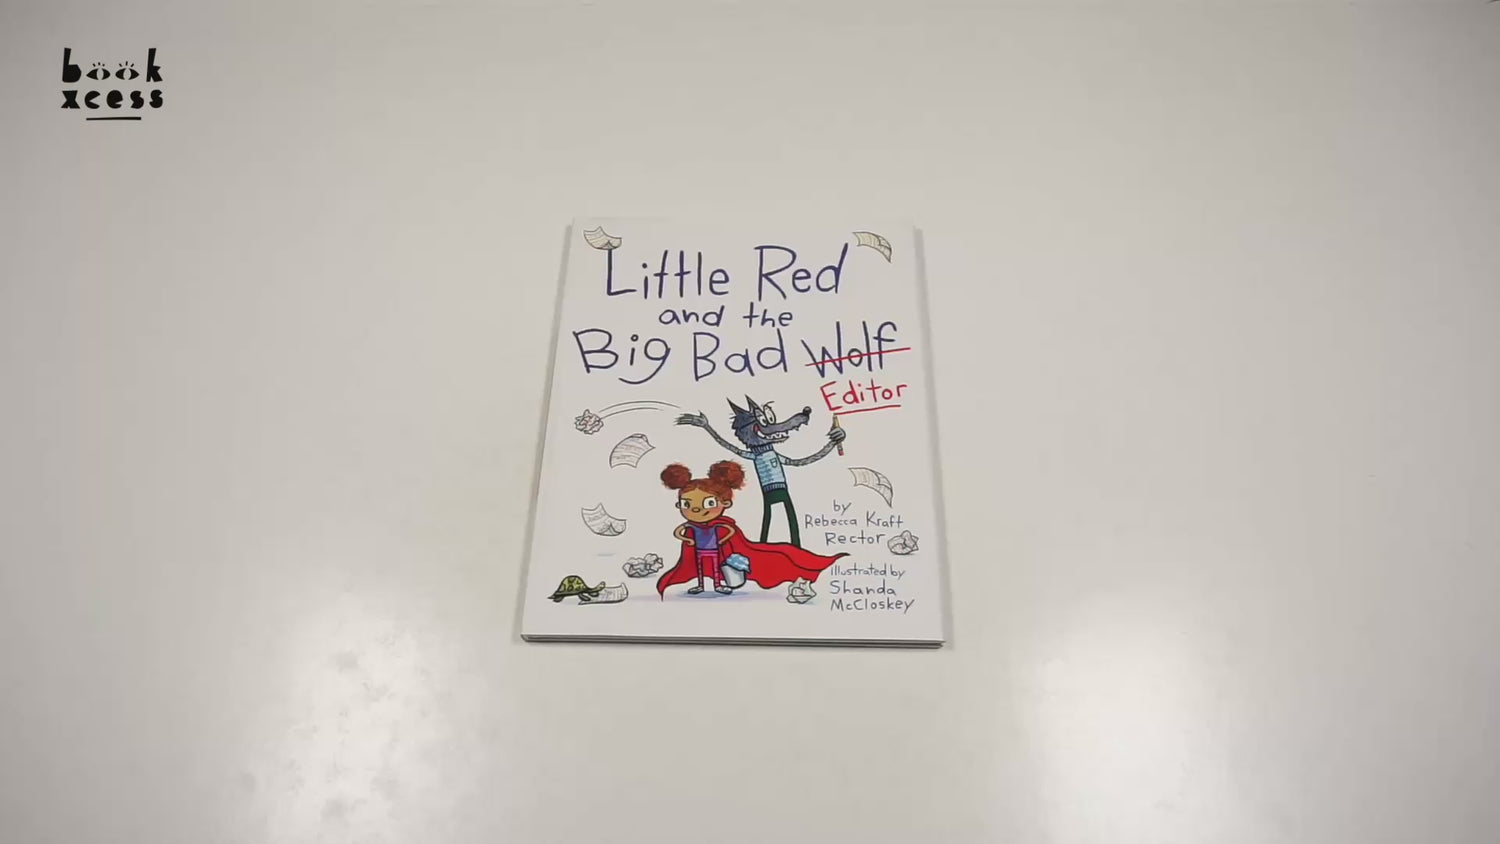 book
xcess
Little Red
and the
Big Bad Wolf
Editor
by
Rebecca Kraft
Rector
illustrated by
Shanda
McCloskey